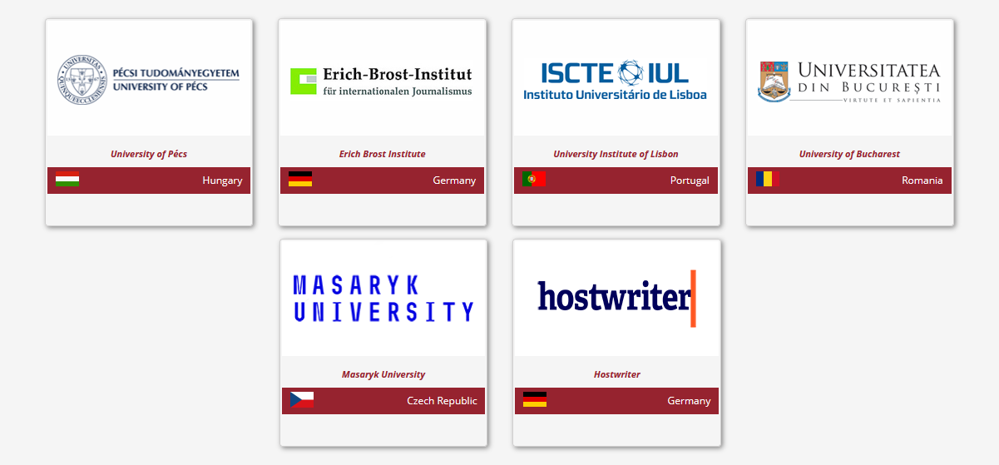 PÉCSI TUDOMÁNYEGYETEM
UNIVERSITY OF PÉCS
University of Pécs
Hungary
Erich-Brost-Institut
für internationalen Journalismus
Erich Brost Institute
Germany
ISCTE IUL
Instituto Universitário de Lisboa
University Institute of Lisbon
Portugal
UNIVERSITATEA
DIN BUCUREȘTI
VIRTUTE ET SAPIENTIA
University of Bucharest
Romania
MASARYK
UNIVERSITY
Masaryk University
Czech Republic
hostwriter
Hostwriter
Germany